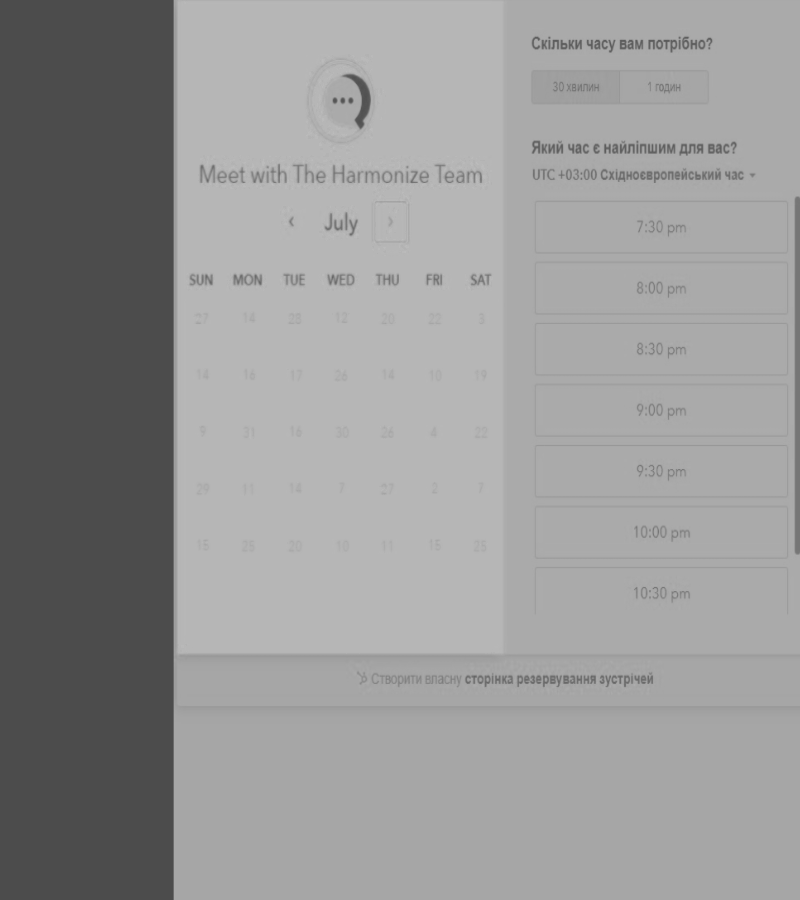 Meet with The Harmonize Team
July
SUN MON TUE WED THU FRI SAT
27 14 25 12 20 22 3
14 16 17 26 14 10 19
9 31 16 30 26 4 22
29 11 14 7 27 2 7
15 25 20 10 11 15 25
Скільки часу вам потрібно?
30 хвилин 1 годин
Який час є найліпшим для вас?
UTC +03:00 Східноєвропейський час
7:30 pm
8:00 pm
8:30 pm
9:00 pm
9:30 pm
10:00 pm
10:30 pm
Створити власну сторінка резервування зустрічей